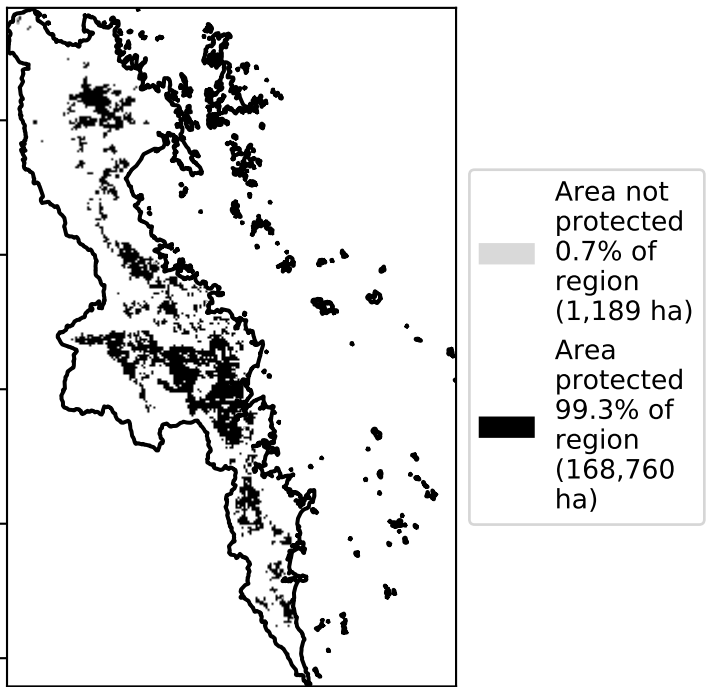 Area not
protected
0.7% of
region
(1,189 ha)
Area
protected
99.3% of
region
(168,760
ha)